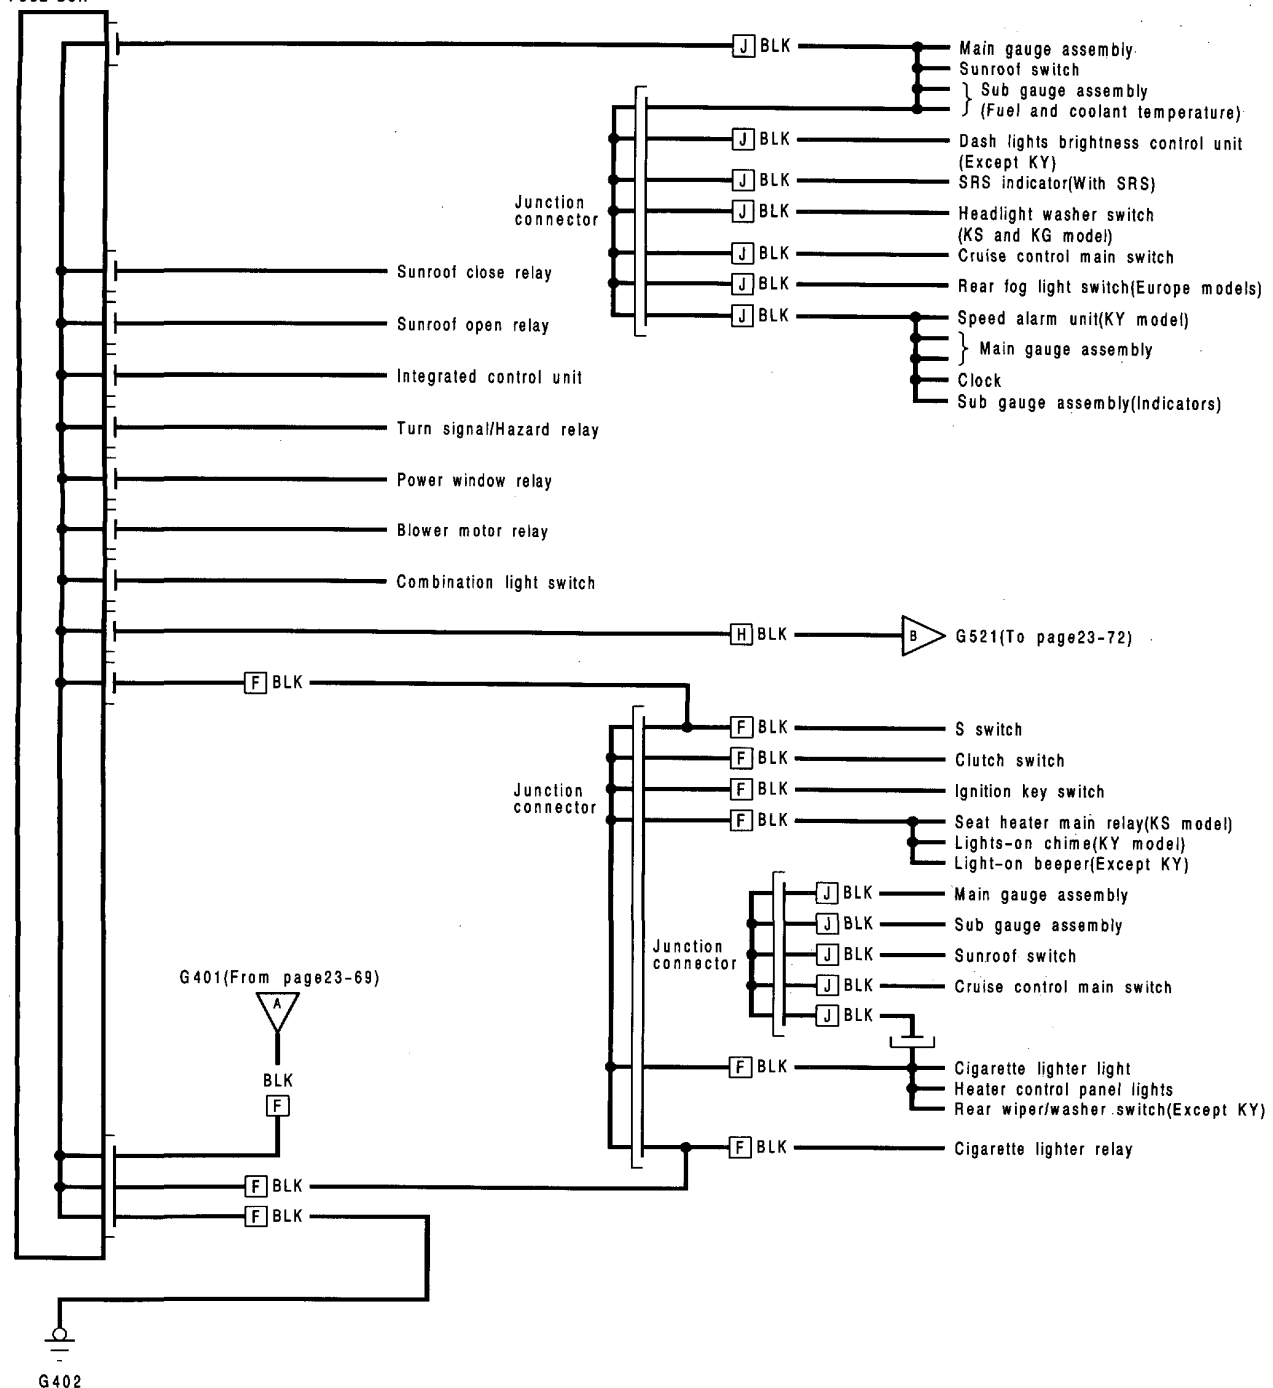 J BLK Main gauge assembly
Sunroof switch
Sub gauge assembly
(Fuel and coolant temperature)
J BLK Dash lights brightness control unit
(Except KY)
J BLK SRS indicator(With SRS)
Junction
connector
J BLK Headlight washer switch
(KS and KG model)
J BLK Cruise control main switch
Sunroof close relay
J BLK Rear fog light switch(Europe models)
J BLK Speed alarm unit(KY model)
Sunroof open relay
Main gauge assembly
Integrated control unit
Clock
Sub gauge assembly(Indicators)
Turn signal/Hazard relay
Power window relay
Blower motor relay
Combination light switch
H BLK B G521(To page23-72)
F BLK
F BLK S switch
F BLK Clutch switch
Junction
connector
F BLK Ignition key switch
F BLK Seat heater main relay(KS model)
Lights-on chime(KY model)
Light-on beeper(Except KY)
J BLK Main gauge assembly
J BLK Sub gauge assembly
Junction
connector
J BLK Sunroof switch
G401(From page23-69)
A
J BLK Cruise control main switch
J BLK
F BLK Cigarette lighter light
BLK
Heater control panel lights
F
Rear wiper/washer switch(Except KY)
F BLK Cigarette lighter relay
F BLK
F BLK
G402